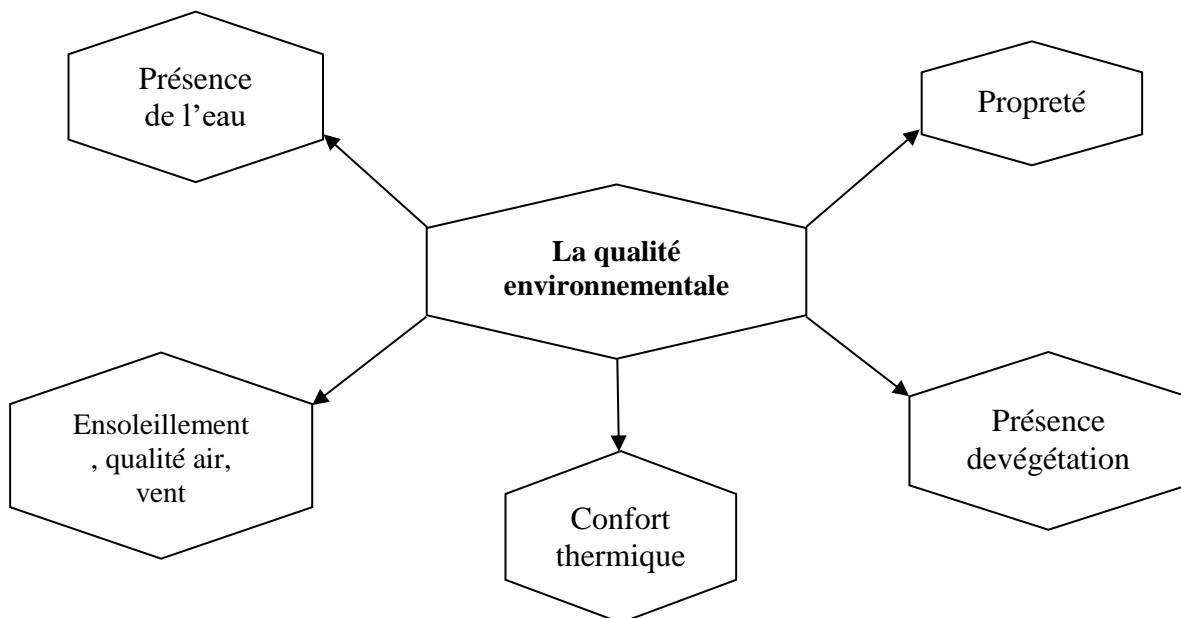 Présence
de l’eau
Propreté
La qualité
environnementale
Ensoleillement
, qualité air,
vent
Confort
thermique
Présence
devégétation